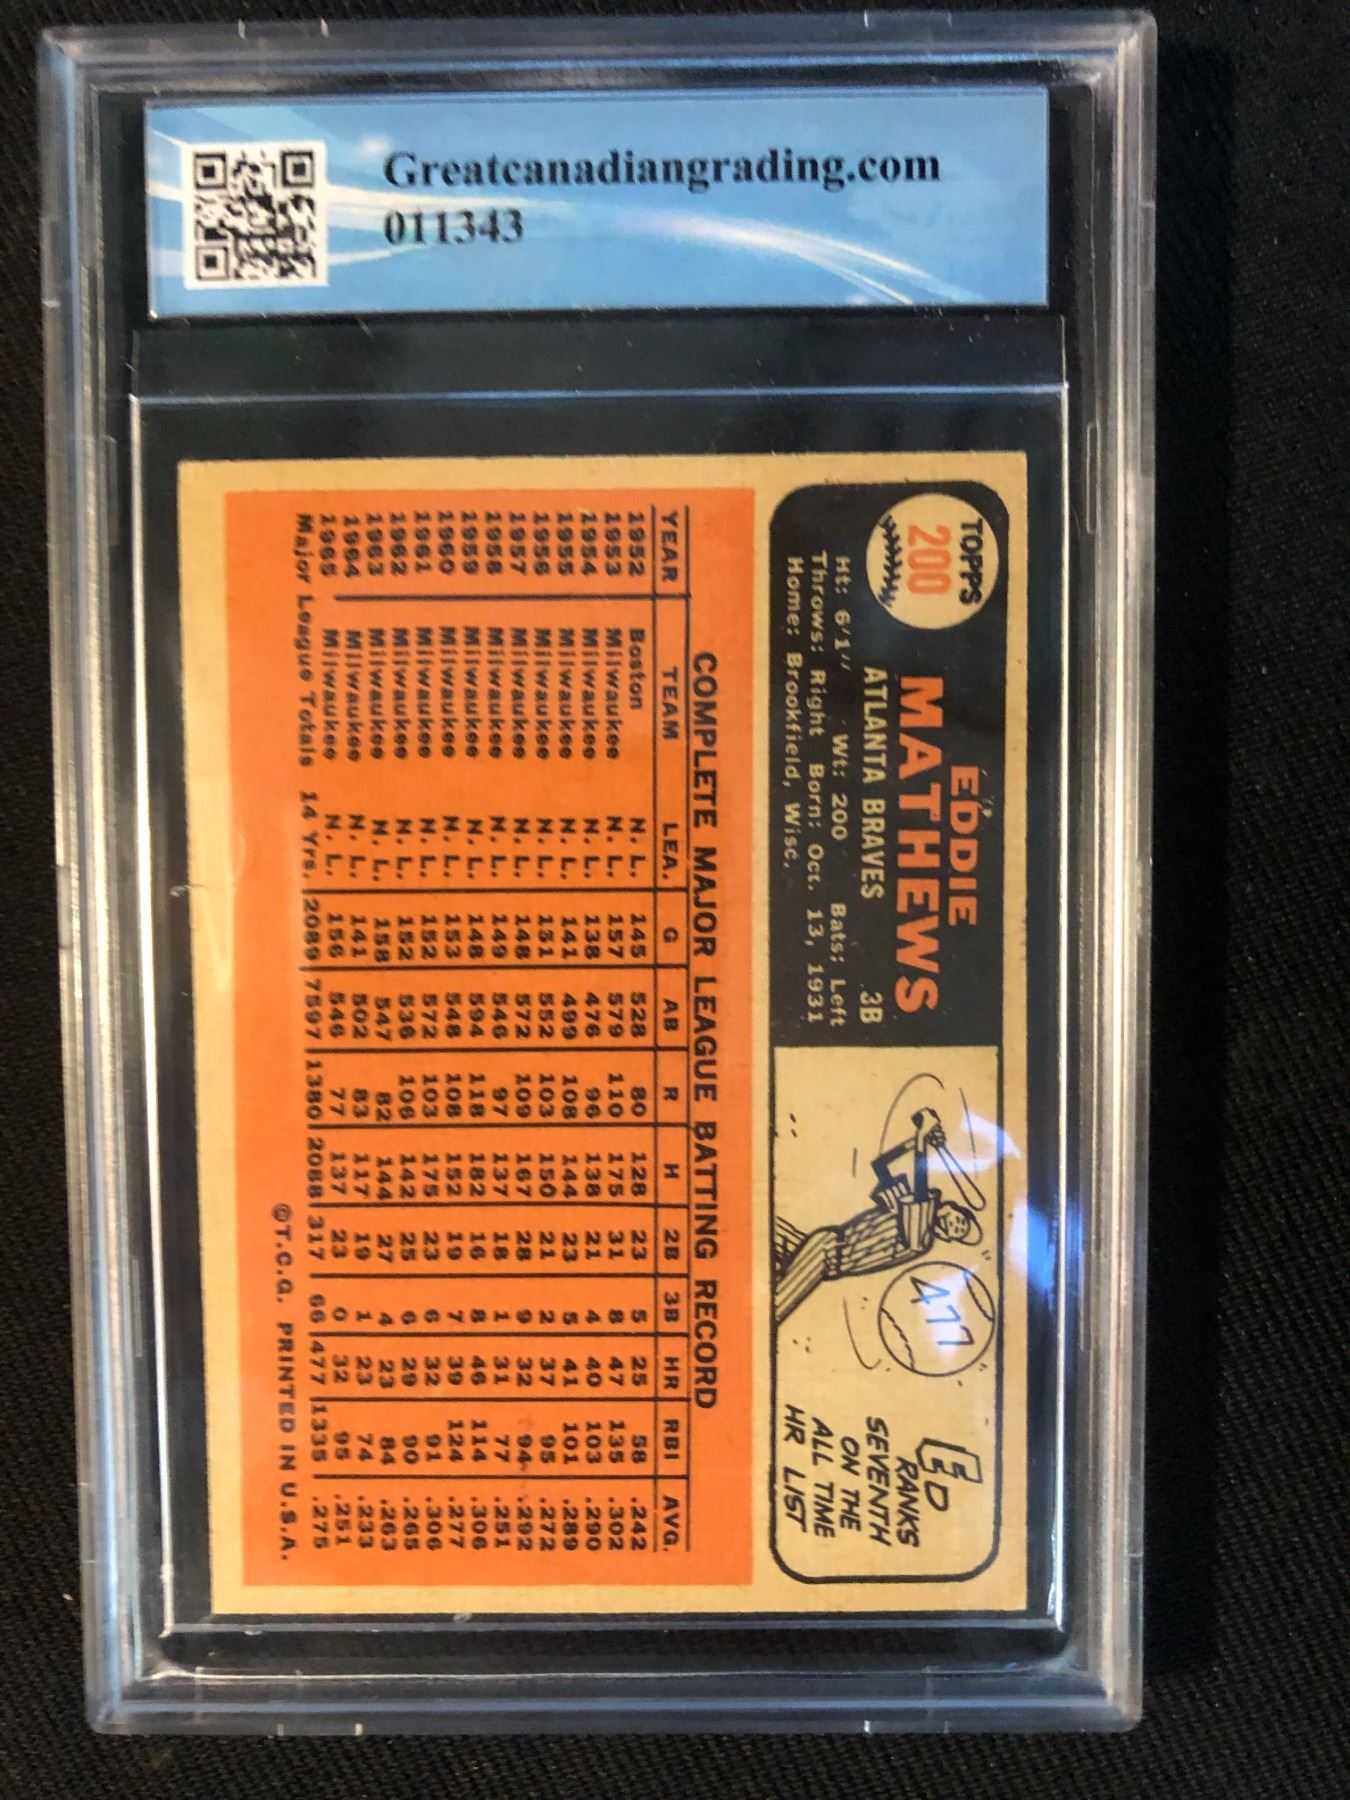 Greatcanadiangrading.com
011343
TOPPS
200
EDDIE
MATHEWS
ATLANTA BRAVES 3B
Ht: 6'1" Wt: 200 Bats: Left
Throws: Right Born: Oct. 13, 1931
Home: Brookfield, Wisc.
477
ED
RANKS
SEVENTH
ON THE
ALL TIME
HR LIST
COMPLETE MAJOR LEAGUE BATTING RECORD
YEAR TEAM LEA. G AB R H 2B 3B HR RBI AVG.
1952 Boston N. L. 145 528 80 128 23 5 25 58 .242
1953 Milwaukee N. L. 157 579 110 175 31 8 47 135 .302
1954 Milwaukee N. L. 138 476 96 138 21 4 40 103 .290
1955 Milwaukee N. L. 141 499 108 144 23 5 41 101 .289
1956 Milwaukee N. L. 151 552 103 150 21 2 37 95 .272
1957 Milwaukee N. L. 148 572 109 167 28 9 32 94 .292
1958 Milwaukee N. L. 149 546 97 137 18 1 31 77 .251
1959 Milwaukee N. L. 148 594 118 182 16 8 46 114 .306
1960 Milwaukee N. L. 153 548 108 152 19 7 39 124 .277
1961 Milwaukee N. L. 152 572 103 175 23 6 32 91 .306
1962 Milwaukee N. L. 152 536 106 142 25 6 29 90 .265
1963 Milwaukee N. L. 158 547 82 144 27 4 23 84 .263
1964 Milwaukee N. L. 141 502 83 117 19 1 23 74 .233
1965 Milwaukee N. L. 156 546 77 137 23 0 32 95 .251
Major League Totals 14 Yrs. 2089 7597 1380 2088 317 66 477 1335 .275
©T.C.G. PRINTED IN U.S.A.